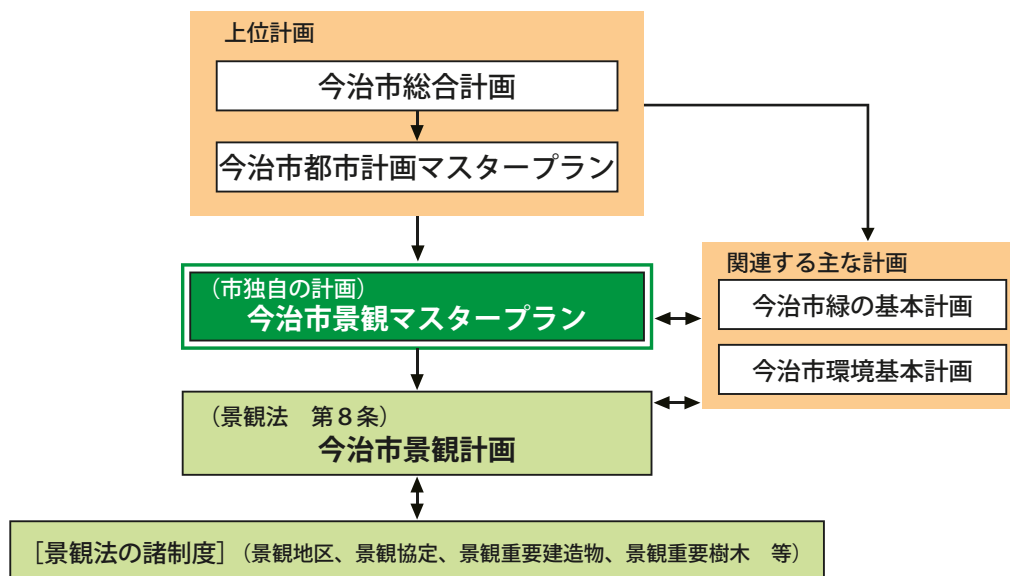 上位計画
今治市総合計画
今治市都市計画マスタープラン
（市独自の計画）
今治市景観マスタープラン
関連する主な計画
今治市緑の基本計画
今治市環境基本計画
（景観法　第８条）
今治市景観計画
［景観法の諸制度］（景観地区、景観協定、景観重要建造物、景観重要樹木　等）